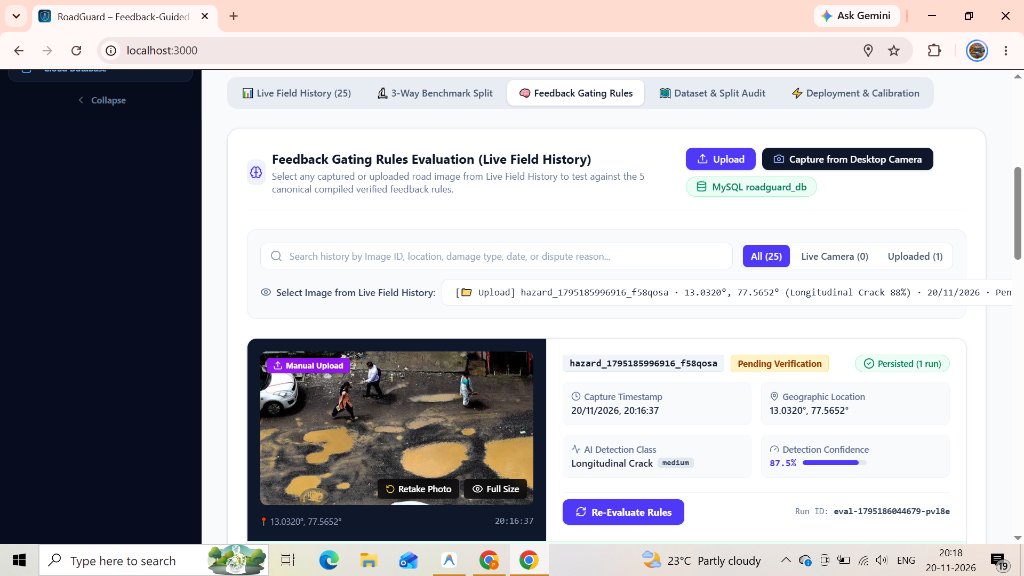 RoadGuard – Feedback-Guided
Ask Gemini
localhost:3000
Cloud Database
Collapse
Live Field History (25)
3-Way Benchmark Split
Feedback Gating Rules
Dataset & Split Audit
Deployment & Calibration
Feedback Gating Rules Evaluation (Live Field History)
Select any captured or uploaded road image from Live Field History to test against the 5
canonical compiled verified feedback rules.
Upload
Capture from Desktop Camera
MySQL roadguard_db
Search history by Image ID, location, damage type, date, or dispute reason...
All (25)
Live Camera (0)
Uploaded (1)
Select Image from Live Field History:
[📂 Upload] hazard_1795185996916_f58qosa · 13.0320°, 77.5652° (Longitudinal Crack 88%) · 20/11/2026 · Pen
Manual Upload
Retake Photo
Full Size
13.0320°, 77.5652°
20:16:37
hazard_1795185996916_f58qosa
Pending Verification
Persisted (1 run)
Capture Timestamp
20/11/2026, 20:16:37
Geographic Location
13.0320°, 77.5652°
AI Detection Class
Longitudinal Crack medium
Detection Confidence
87.5%
Re-Evaluate Rules
Run ID: eval-1795186044679-pvl8e
Type here to search
23°C Partly cloudy
ENG
20:18
20-11-2026
19